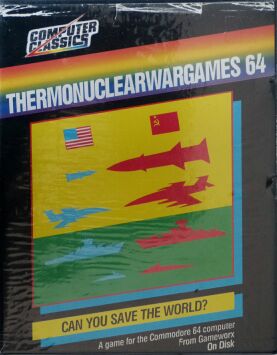 COMPUTER
CLASSICS
THERMONUCLEARWARGAMES 64
CAN YOU SAVE THE WORLD?
A game for the Commodore 64 computer
From Gameworx
On Disk